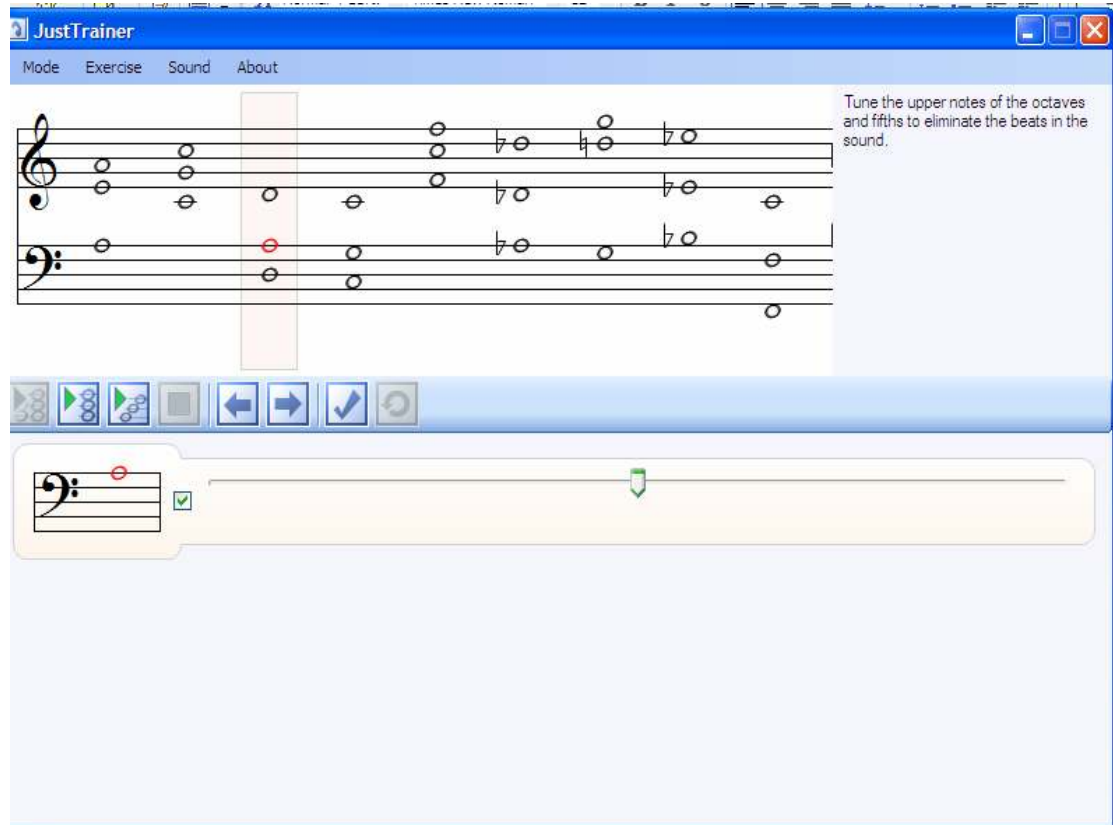 JustTrainer
Mode Exercise Sound About
Tune the upper notes of the octaves
and fifths to eliminate the beats in the
sound.